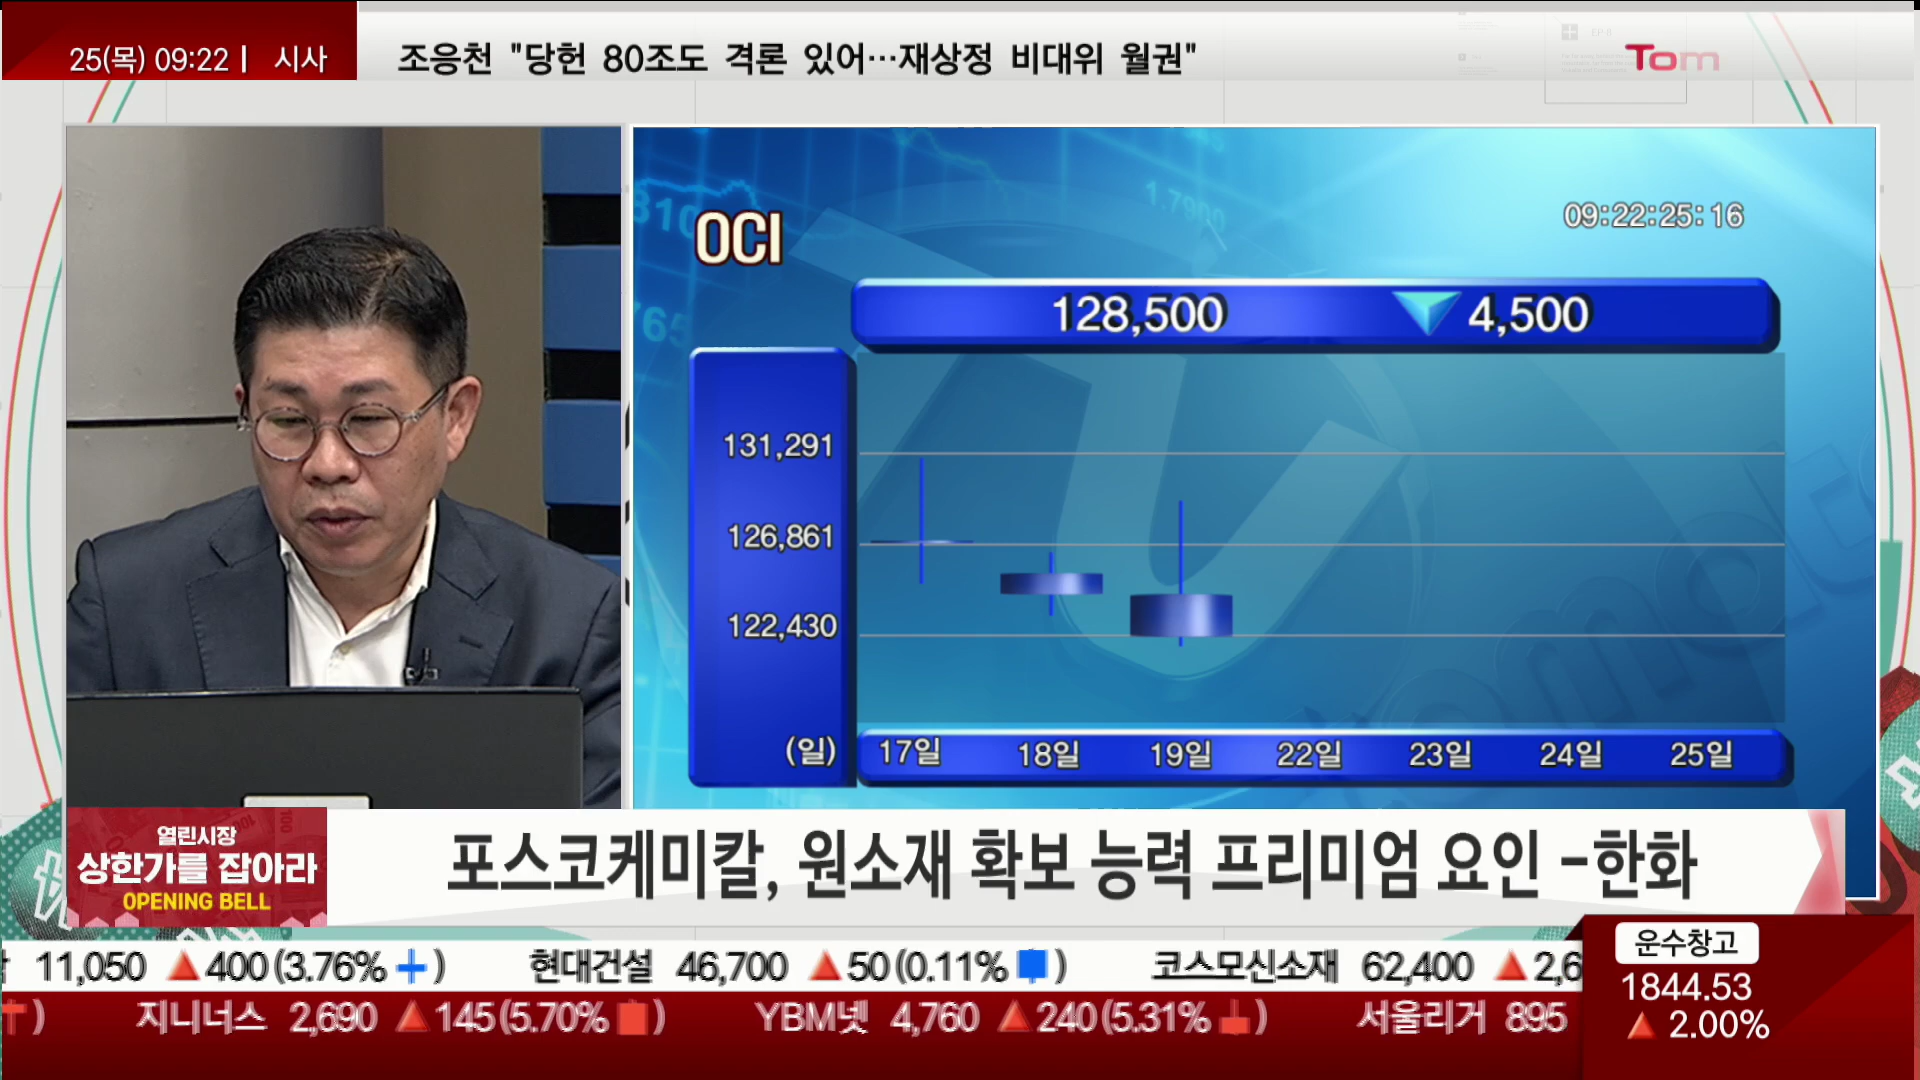 25(목) 09:22 | 시사
조응천 "당헌 80조도 격론 있어…재상정 비대위 월권"
Tom
OCI
09:22:25:16
128,500 ▼ 4,500
131,291
126,861
122,430
(일) 17일 18일 19일 22일 23일 24일 25일
열린시장
상한가를 잡아라
OPENING BELL
포스코케미칼, 원소재 확보 능력 프리미엄 요인 -한화
11,050 ▲400(3.76% ) 현대건설 46,700 ▲50(0.11% ) 코스모신소재 62,400 ▲2,6
) 지니너스 2,690 ▲145(5.70% ) YBM넷 4,760 ▲240(5.31% ) 서울리거 895
운수창고
1844.53
▲ 2.00%